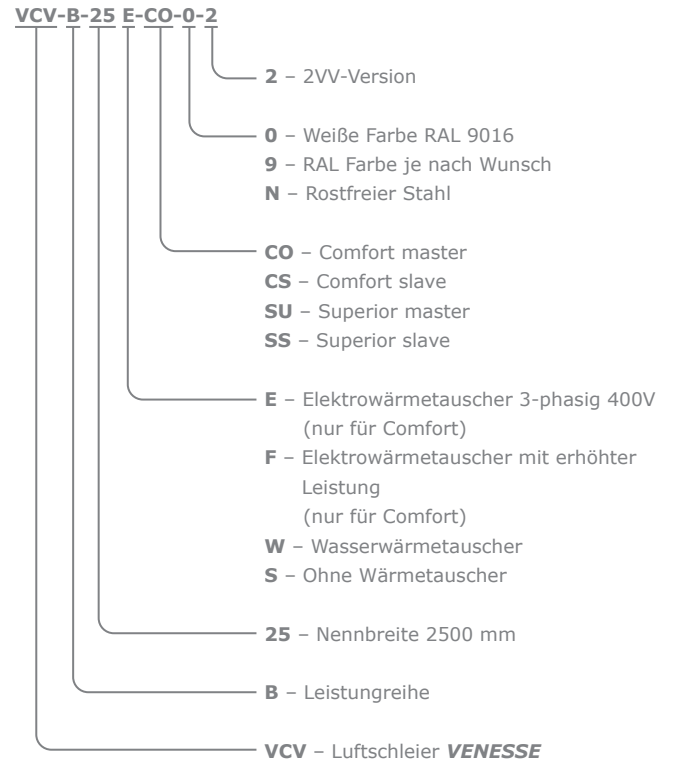 VCV-B-25 E-CO-0-2
2 – 2VV-Version
0 – Weiße Farbe RAL 9016
9 – RAL Farbe je nach Wunsch
N – Rostfreier Stahl
CO – Comfort master
CS – Comfort slave
SU – Superior master
SS – Superior slave
E – Elektrowärmetauscher 3-phasig 400V
(nur für Comfort)
F – Elektrowärmetauscher mit erhöhter
Leistung
(nur für Comfort)
W – Wasserwärmetauscher
S – Ohne Wärmetauscher
25 – Nennbreite 2500 mm
B – Leistungreihe
VCV – Luftschleier VENESSE